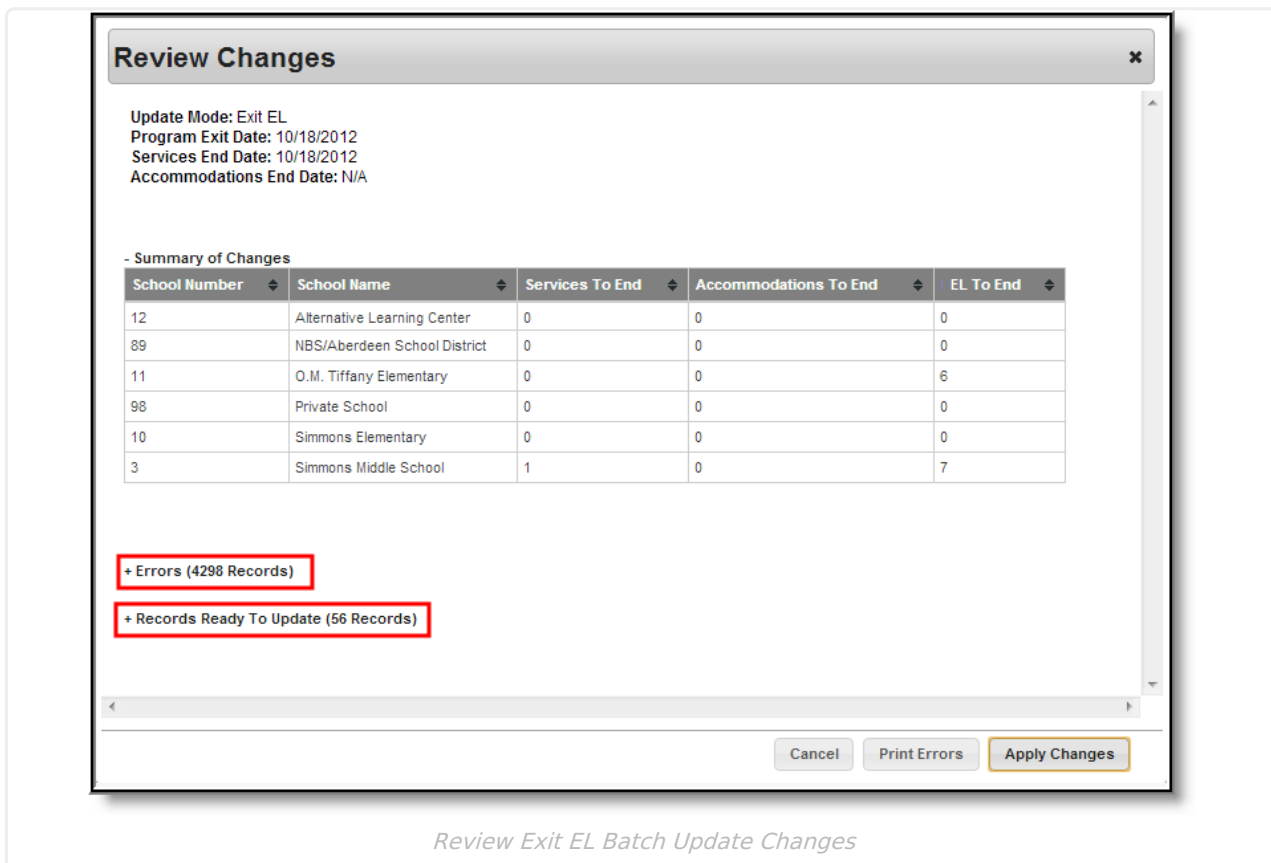 Review Changes
Update Mode: Exit EL
Program Exit Date: 10/18/2012
Services End Date: 10/18/2012
Accommodations End Date: N/A
- Summary of Changes
School Number School Name Services To End Accommodations To End EL To End
12 Alternative Learning Center 0 0 0
89 NBS/Aberdeen School District 0 0 0
11 O.M. Tiffany Elementary 0 0 6
98 Private School 0 0 0
10 Simmons Elementary 0 0 0
3 Simmons Middle School 1 0 7
+ Errors (4298 Records)
+ Records Ready To Update (56 Records)
Cancel Print Errors Apply Changes
Review Exit EL Batch Update Changes